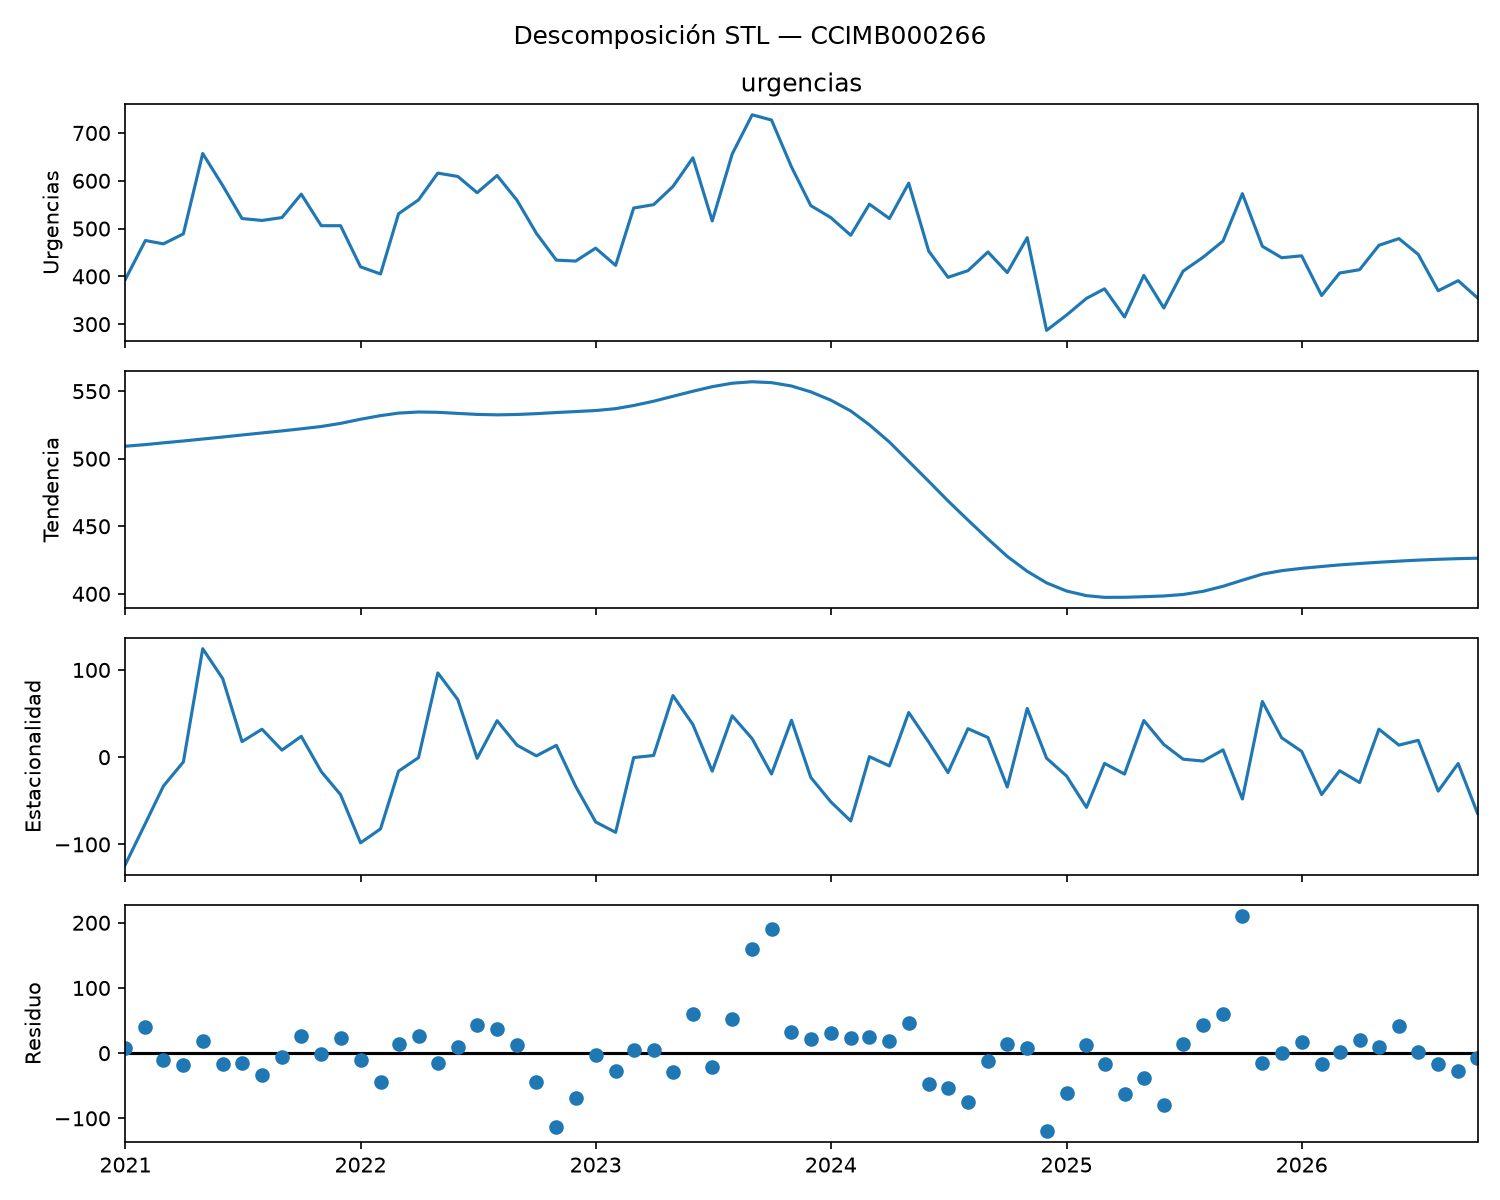 Descomposición STL — CCIMB000266
urgencias
Urgencias
700
600
500
400
300
Tendencia
550
500
450
400
Estacionalidad
100
0
−100
Residuo
200
100
0
−100
2021 2022 2023 2024 2025 2026